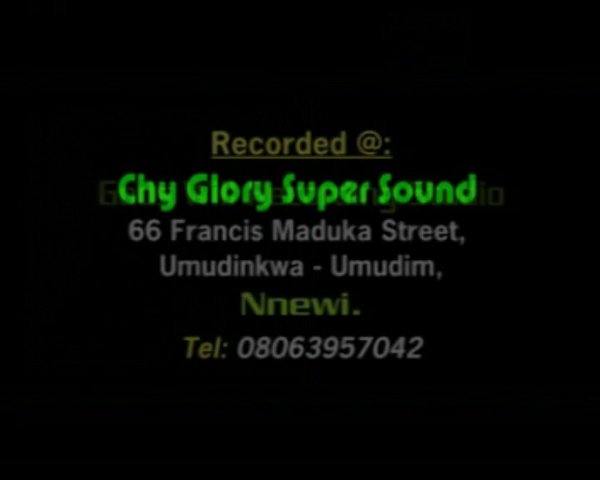 Recorded @:
Chy Glory Super Sound
66 Francis Maduka Street,
Umudinkwa - Umudim,
Nnewi.
Tel: 08063957042